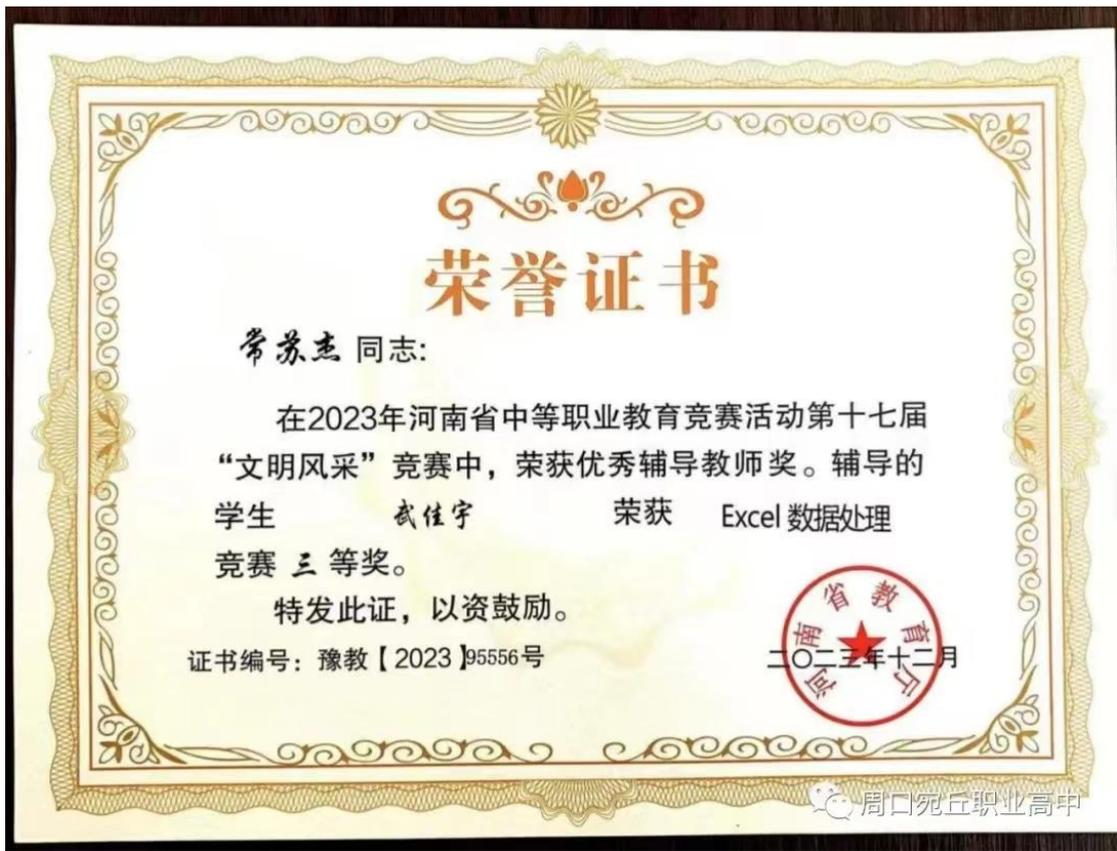 荣誉证书
常苏杰 同志:
在2023年河南省中等职业教育竞赛活动第十七届
“文明风采”竞赛中，荣获优秀辅导教师奖。辅导的
学生 武佳宇 荣获 Excel 数据处理
竞赛 三 等奖。
特发此证，以资鼓励。
证书编号：豫教【2023】95556号
二〇二三年十二月
河南省教育厅
周口宛丘职业高中